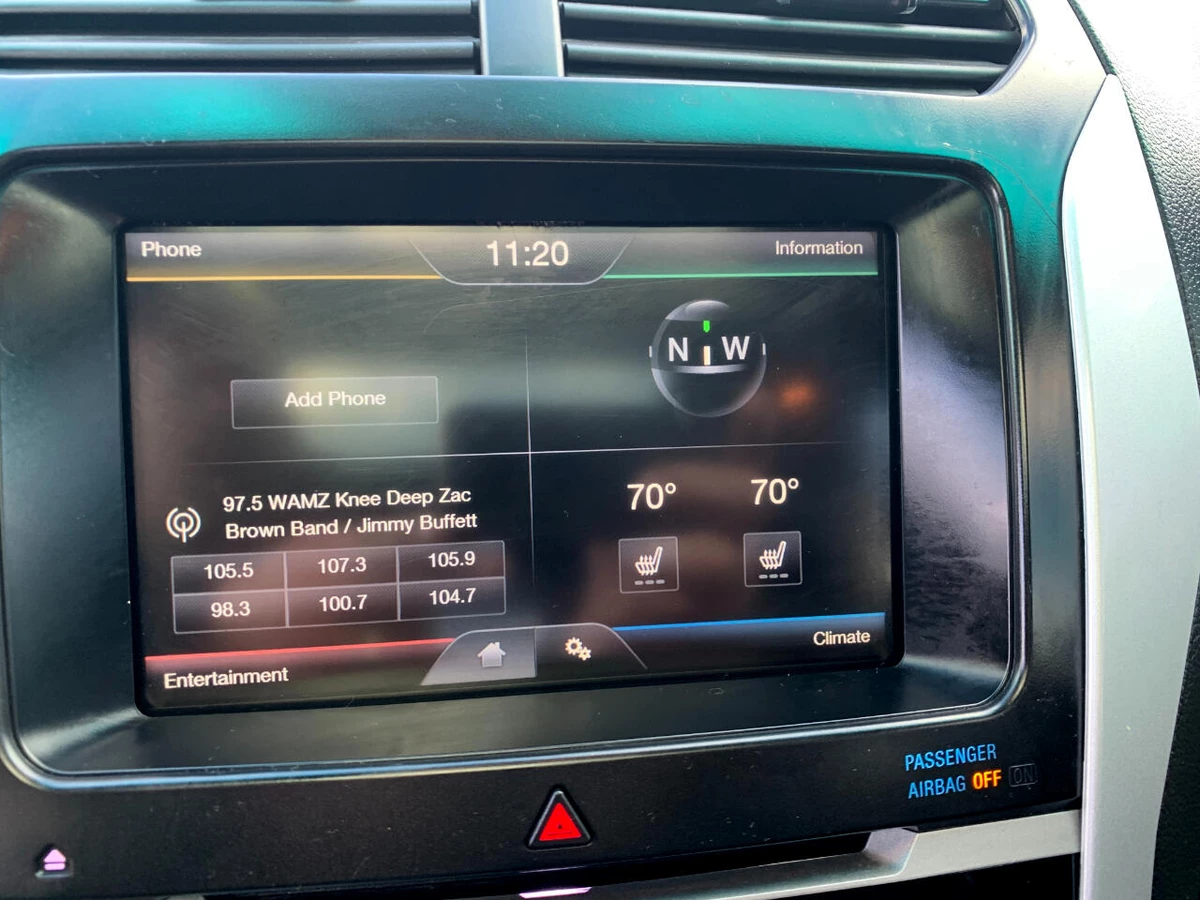 Phone
11:20
Information
N W
Add Phone
97.5 WAMZ Knee Deep Zac
Brown Band / Jimmy Buffett
105.5 107.3 105.9
98.3 100.7 104.7
70° 70°
Entertainment
Climate
PASSENGER
AIRBAG OFF ON